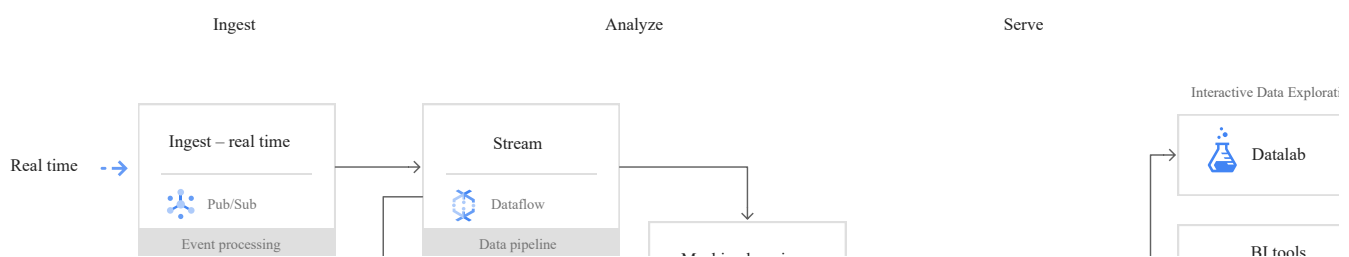 Ingest
Analyze
Serve
Interactive Data
Real time
Ingest – real time
Pub/Sub
Event processing
Stream
Dataflow
Data pipeline
Datalab
BI tools